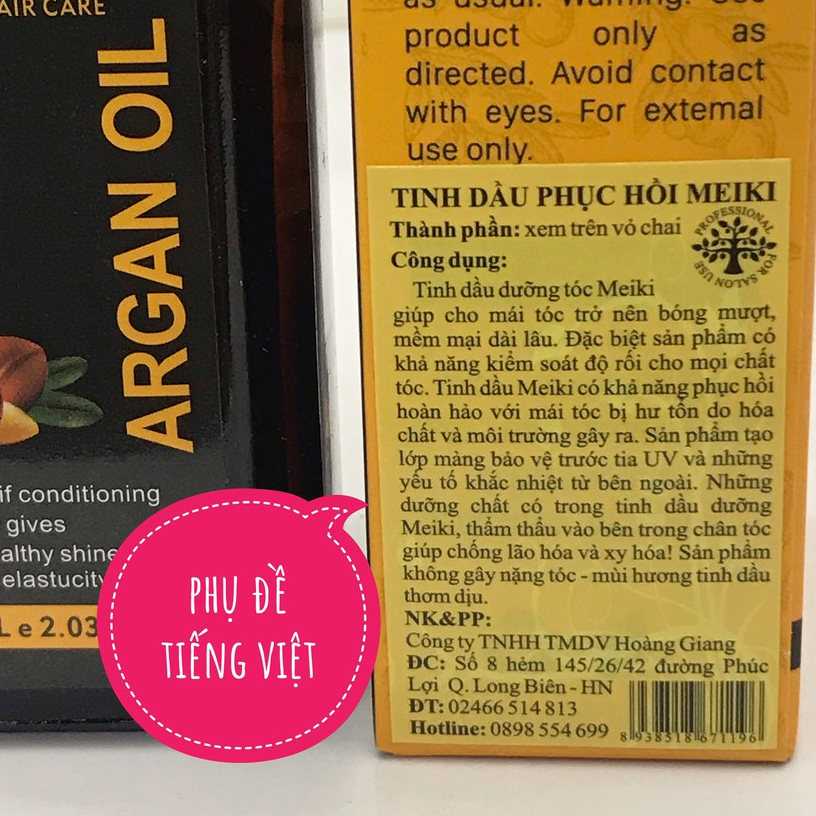 AIR CARE
ARGAN OIL
if conditioning
gives
althy shine
elastucity
L e 2.03
PHỤ ĐỀ
TIẾNG VIỆT
as usual. Warning: Use
product only as
directed. Avoid contact
with eyes. For extemal
use only.
TINH DẦU PHỤC HỒI MEIKI
Thành phần: xem trên vỏ chai
PROFESSIONAL
FOR SALON USE
Công dụng:
Tinh dầu dưỡng tóc Meiki
giúp cho mái tóc trở nên bóng mượt,
mềm mại dài lâu. Đặc biệt sản phẩm có
khả năng kiểm soát độ rối cho mọi chất
tóc. Tinh dầu Meiki có khả năng phục hồi
hoàn hảo với mái tóc bị hư tổn do hóa
chất và môi trường gây ra. Sản phẩm tạo
lớp màng bảo vệ trước tia UV và những
yếu tố khắc nhiệt từ bên ngoài. Những
dưỡng chất có trong tinh dầu dưỡng
Meiki, thẩm thấu vào bên trong chân tóc
giúp chống lão hóa và xy hóa! Sản phẩm
không gây nặng tóc - mùi hương tinh dầu
thơm dịu.
NK&PP:
Công ty TNHH TMDV Hoàng Giang
ĐC: Số 8 hẻm 145/26/42 đường Phúc
Lợi Q. Long Biên - HN
ĐT: 02466 514 813
Hotline: 0898 554 699
8 938518 671196